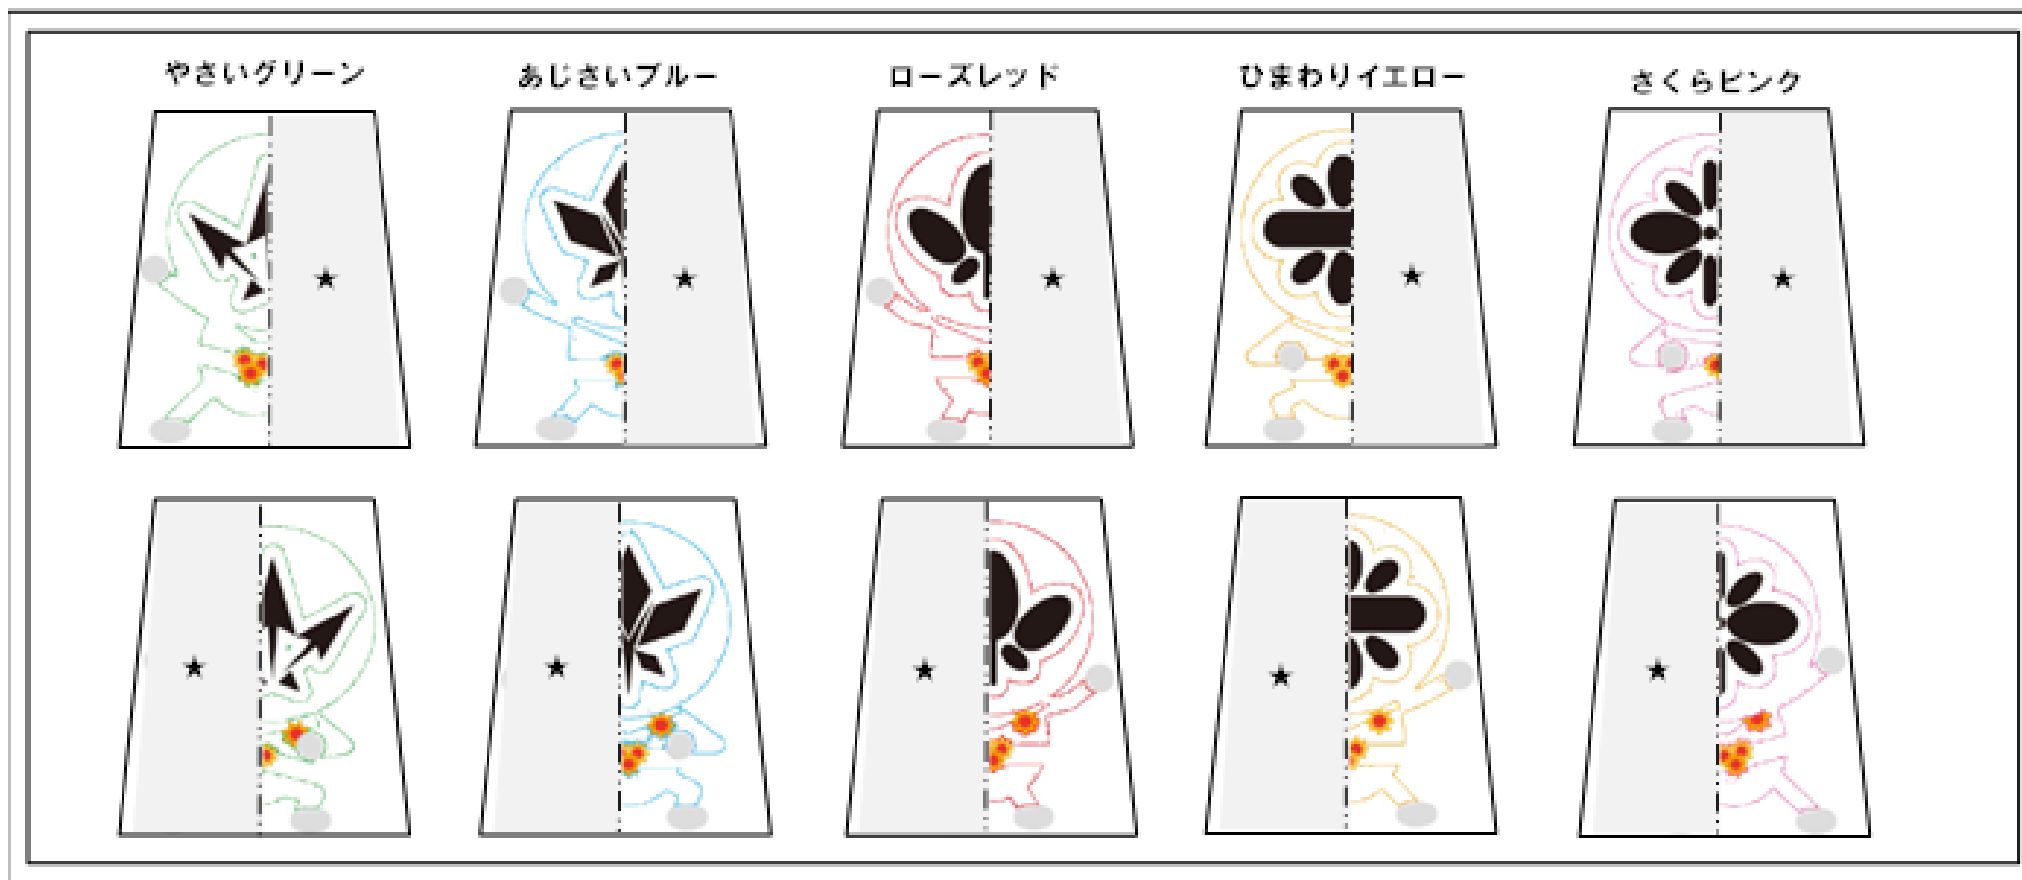 やさいグリーン
あじさいブルー
ローズレッド
ひまわりイエロー
さくらピンク
★ ★ ★ ★ ★
★ ★ ★ ★ ★